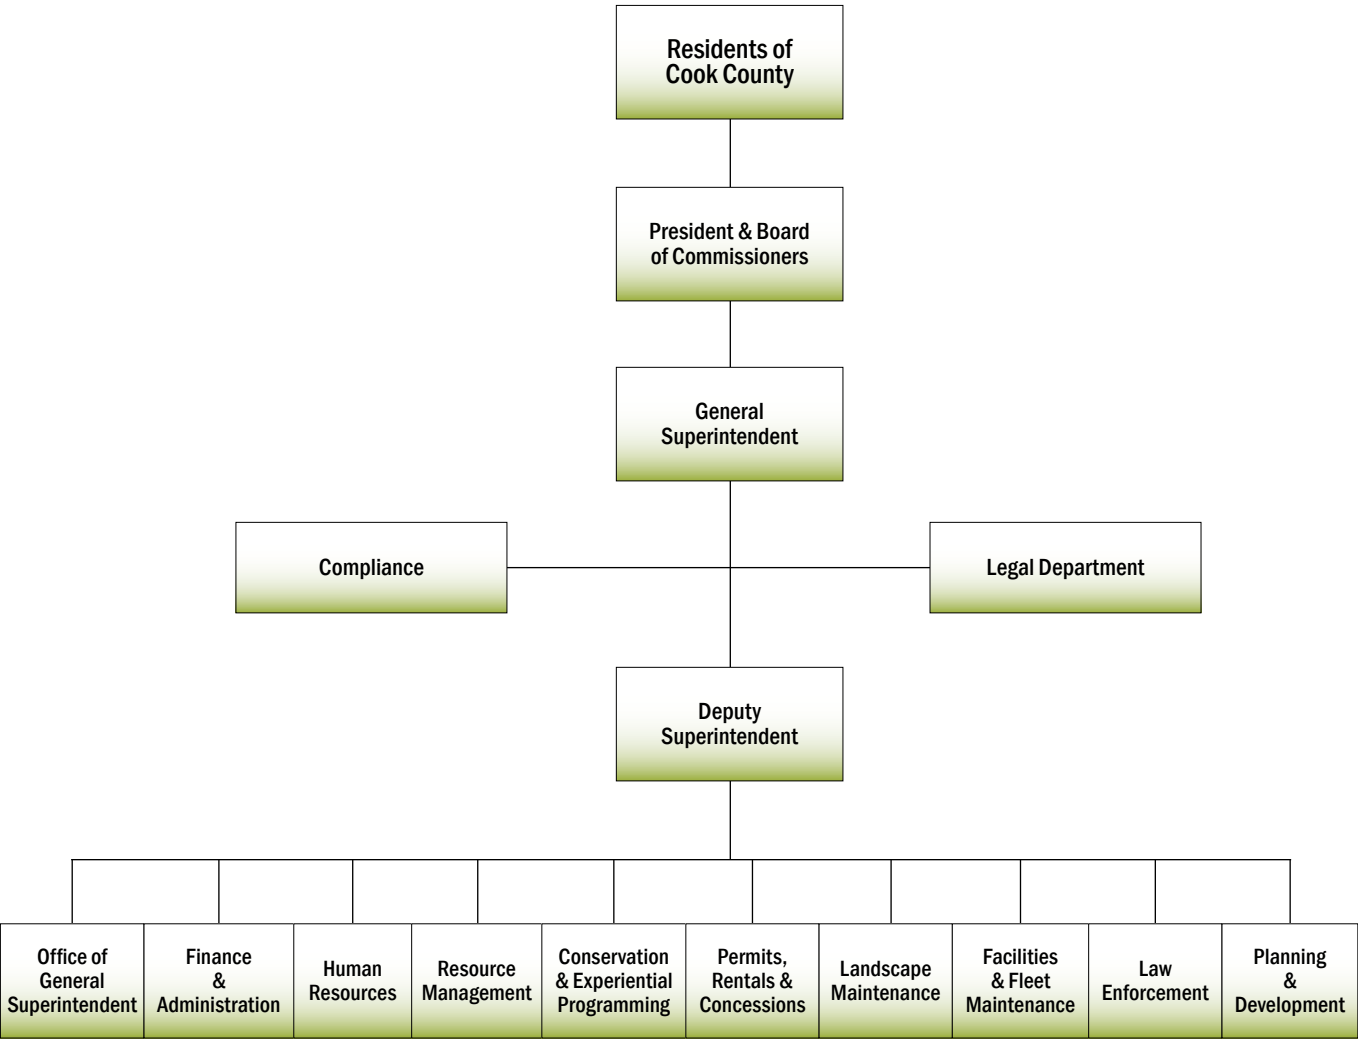 Residents of
Cook County
President & Board
of Commissioners
General
Superintendent
Compliance
Legal Department
Deputy
Superintendent
Office of
General
Superintendent
Finance
&
Administration
Human
Resources
Resource
Management
Conservation
& Experiential
Programming
Permits,
Rentals &
Concessions
Landscape
Maintenance
Facilities
& Fleet
Maintenance
Law
Enforcement
Planning
&
Development